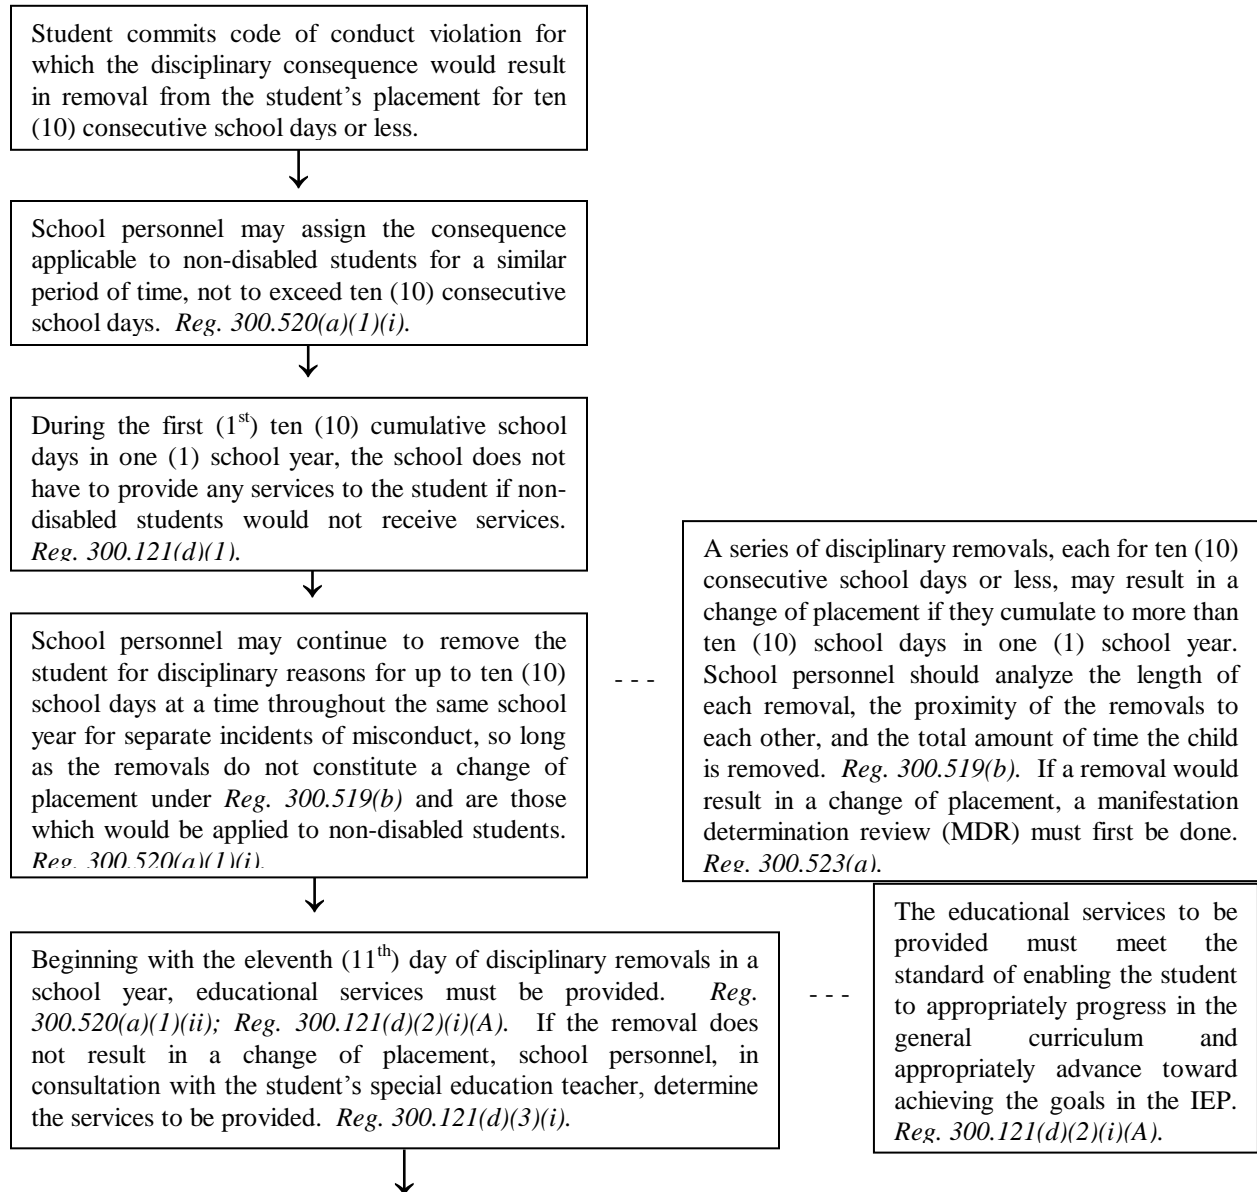 Student commits code of conduct violation for
which the disciplinary consequence would result
in removal from the student’s placement for ten
(10) consecutive school days or less.
School personnel may assign the consequence
applicable to non-disabled students for a similar
period of time, not to exceed ten (10) consecutive
school days. Reg. 300.520(a)(1)(i).
During the first (1st) ten (10) cumulative school
days in one (1) school year, the school does not
have to provide any services to the student if non-
disabled students would not receive services.
Reg. 300.121(d)(1).
School personnel may continue to remove the
student for disciplinary reasons for up to ten (10)
school days at a time throughout the same school
year for separate incidents of misconduct, so long
as the removals do not constitute a change of
placement under Reg. 300.519(b) and are those
which would be applied to non-disabled students.
Reg. 300.520(a)(1)(i).
- - -
A series of disciplinary removals, each for ten (10)
consecutive school days or less, may result in a
change of placement if they cumulate to more than
ten (10) school days in one (1) school year.
School personnel should analyze the length of
each removal, the proximity of the removals to
each other, and the total amount of time the child
is removed. Reg. 300.519(b). If a removal would
result in a change of placement, a manifestation
determination review (MDR) must first be done.
Reg. 300.523(a).
Beginning with the eleventh (11th) day of disciplinary removals in a
school year, educational services must be provided. Reg.
300.520(a)(1)(ii); Reg. 300.121(d)(2)(i)(A). If the removal does
not result in a change of placement, school personnel, in
consultation with the student’s special education teacher, determine
the services to be provided. Reg. 300.121(d)(3)(i).
- - -
The educational services to be
provided must meet the
standard of enabling the student
to appropriately progress in the
general curriculum and
appropriately advance toward
achieving the goals in the IEP.
Reg. 300.121(d)(2)(i)(A).